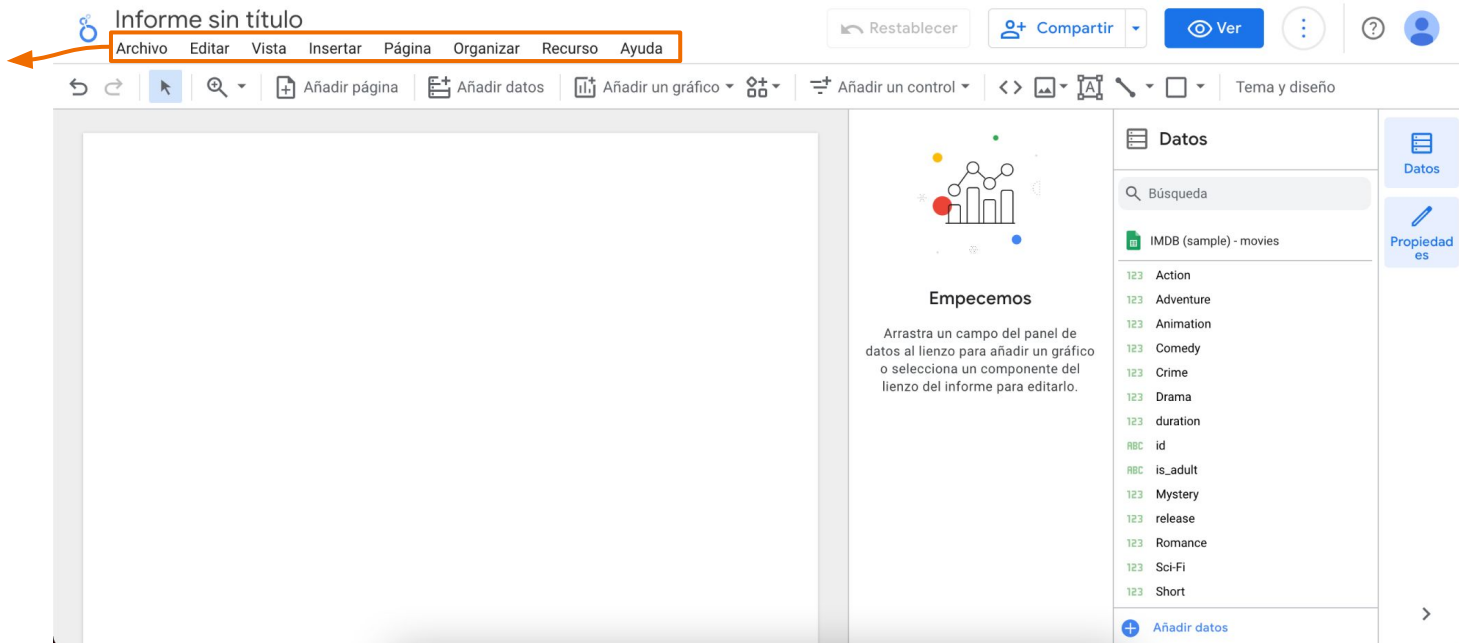 Informe sin título
Archivo Editar Vista Insertar Página Organizar Recurso Ayuda
Restablecer
Compartir
Ver
Añadir página
Añadir datos
Añadir un gráfico
Añadir un control
A
Tema y diseño
Empecemos
Arrastra un campo del panel de
datos al lienzo para añadir un gráfico
o selecciona un componente del
lienzo del informe para editarlo.
Datos
Búsqueda
IMDB (sample) - movies
123 Action
123 Adventure
123 Animation
123 Comedy
123 Crime
123 Drama
123 duration
ABC id
ABC is_adult
123 Mystery
123 release
123 Romance
123 Sci-Fi
123 Short
Añadir datos
Datos
Propiedad
es